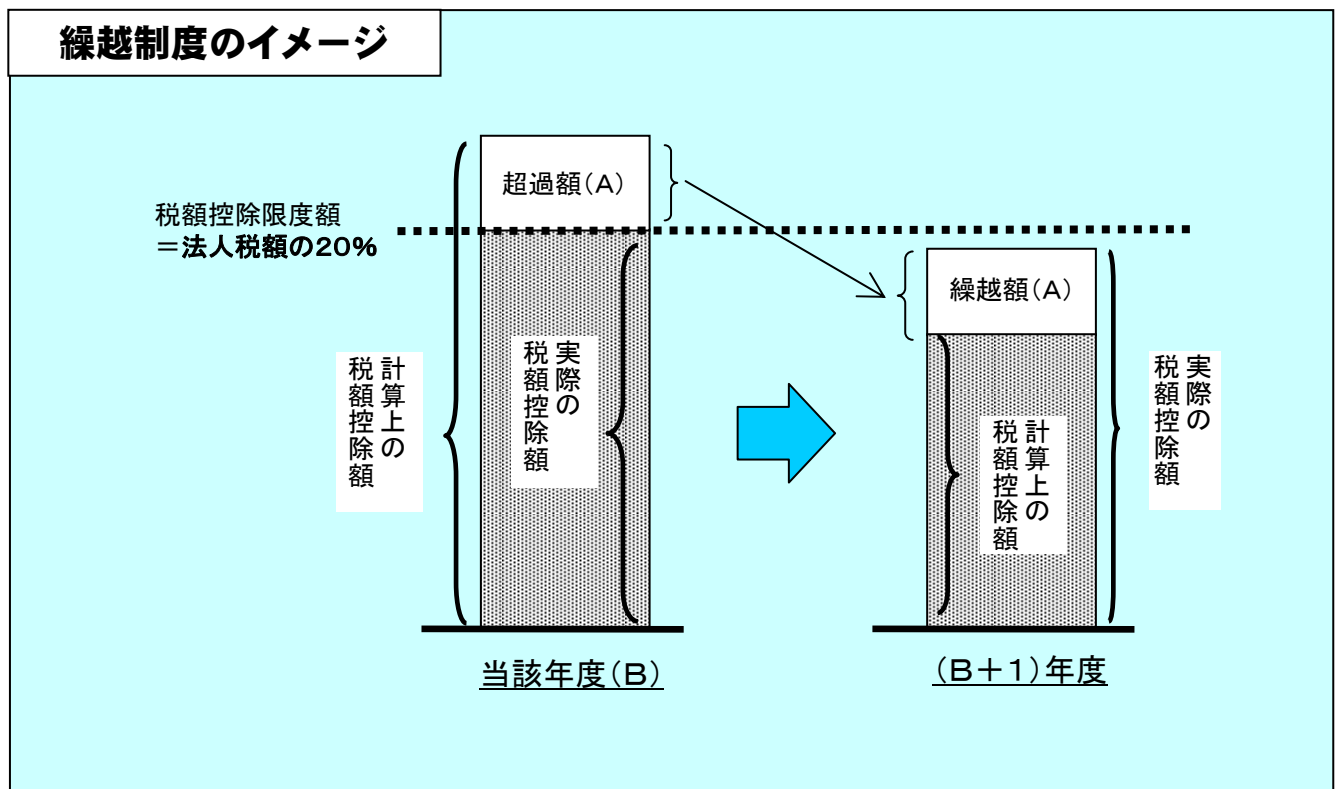 繰越制度のイメージ
超過額(A)
税額控除限度額
＝法人税額の20%
繰越額(A)
計算上の
税額控除額
実際の
税額控除額
計算上の
税額控除額
実際の
税額控除額
当該年度(B)
(B＋1)年度